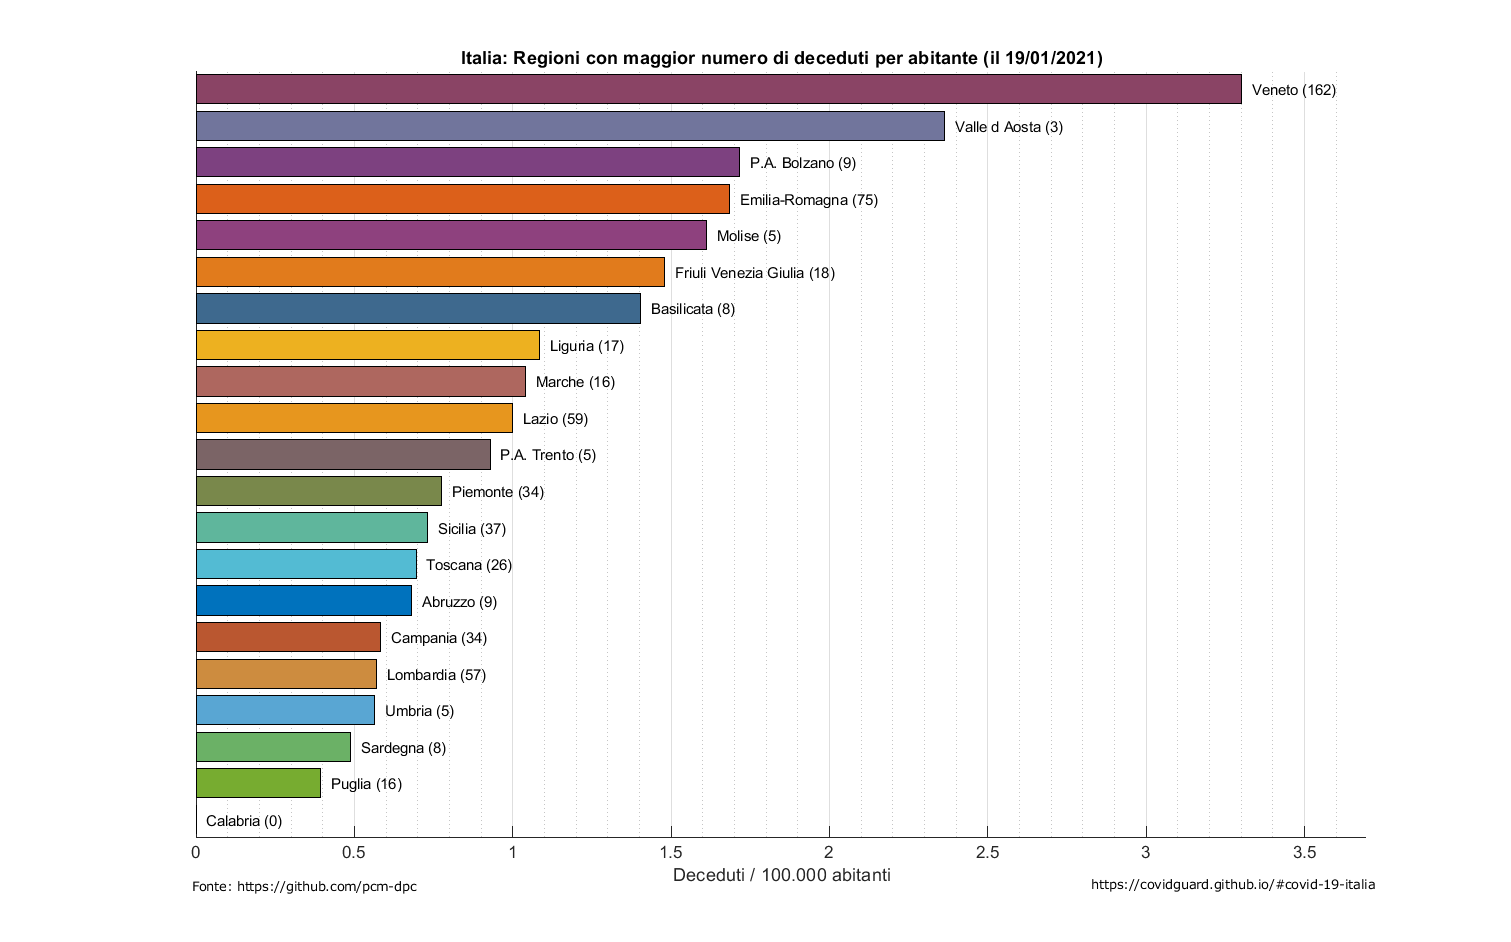 Italia: Regioni con maggior numero di deceduti per abitante (il 19/01/2021)
Veneto (162)
Valle d Aosta (3)
P.A. Bolzano (9)
Emilia-Romagna (75)
Molise (5)
Friuli Venezia Giulia (18)
Basilicata (8)
Liguria (17)
Marche (16)
Lazio (59)
P.A. Trento (5)
Piemonte (34)
Sicilia (37)
Toscana (26)
Abruzzo (9)
Campania (34)
Lombardia (57)
Umbria (5)
Sardegna (8)
Puglia (16)
Calabria (0)
0 0.5 1 1.5 2 2.5 3 3.5
Deceduti / 100.000 abitanti
Fonte: https://github.com/pcm-dpc
https://covidguard.github.io/#covid-19-italia